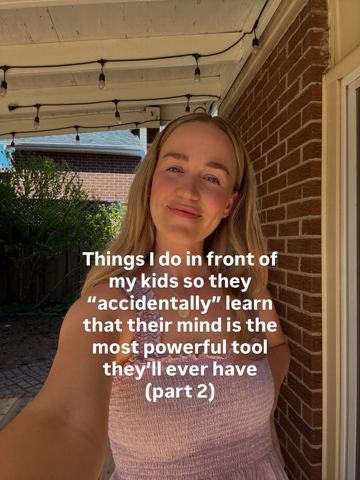 Things I do in front of
my kids so they
“accidentally” learn
that their mind is the
most powerful tool
they’ll ever have
(part 2)